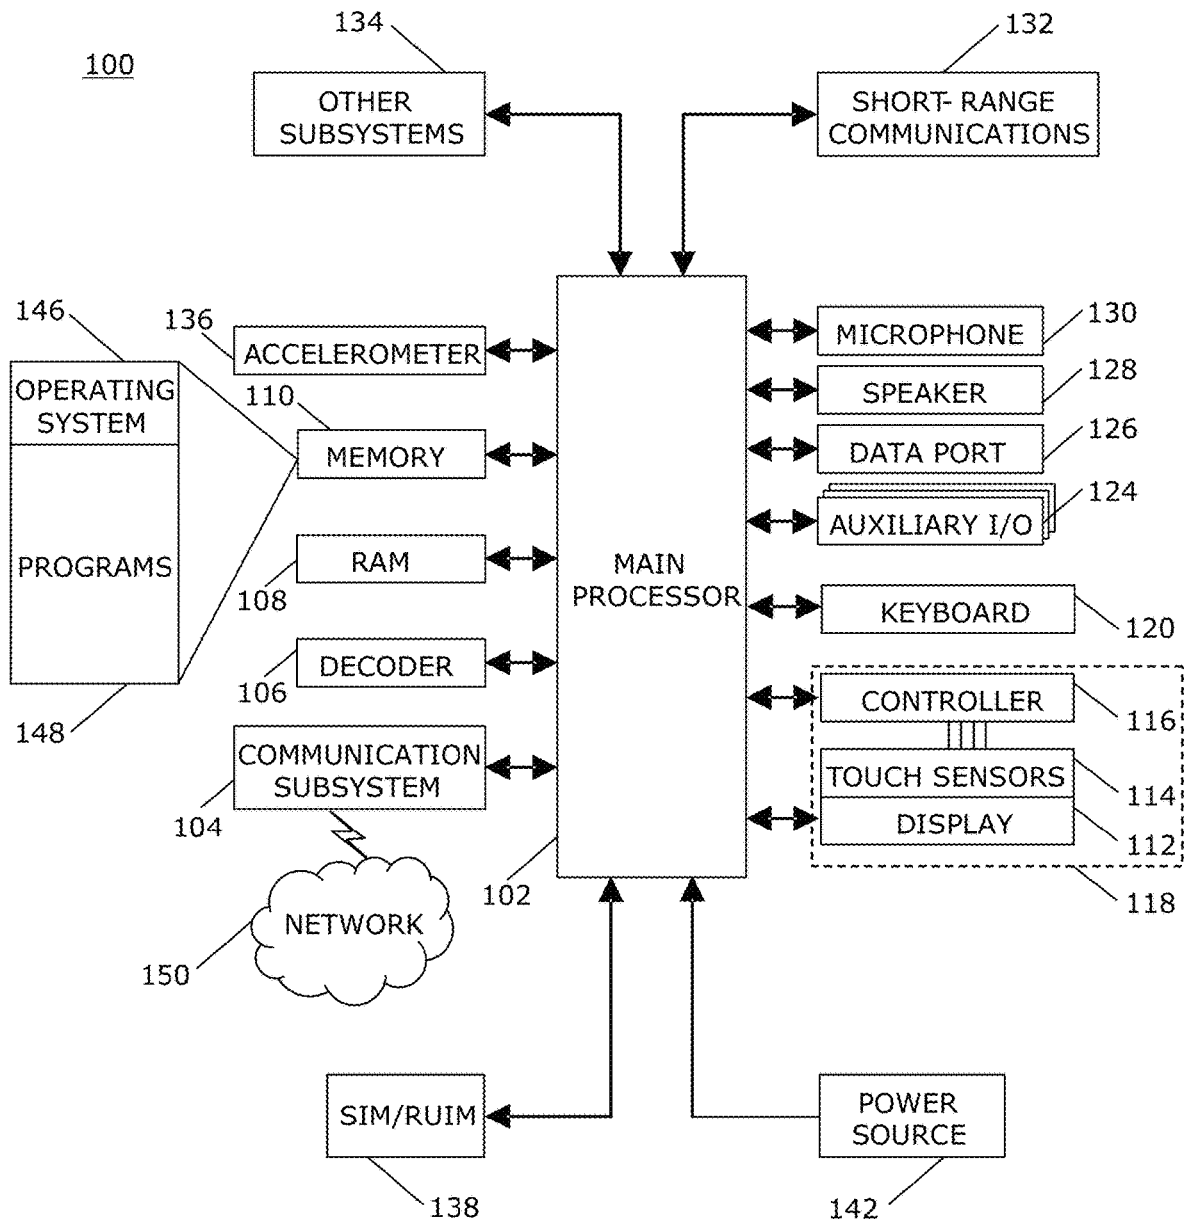 134
132
100
OTHER
SUBSYSTEMS
SHORT-RANGE
COMMUNICATIONS
146
136
ACCELEROMETER
OPERATING
SYSTEM
110
MEMORY
PROGRAMS
RAM
108
DECODER
106
148
COMMUNICATION
SUBSYSTEM
104
NETWORK
150
MAIN
PROCESSOR
102
MICROPHONE
130
SPEAKER
128
DATA PORT
126
AUXILIARY I/O
124
KEYBOARD
120
CONTROLLER
116
TOUCH SENSORS
114
DISPLAY
112
118
SIM/RUIM
138
POWER
SOURCE
142